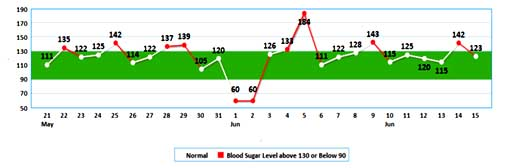 190
170
150
130
110
90
70
50
111 135 122 125 142 114 122 137 139 105 120 60 60 126 133 184 111 122 128 143 115 125 120 115 142 123
21 22 23 24 25 26 27 28 29 30 31 1 2 3 4 5 6 7 8 9 10 11 12 13 14 15
May Jun Jun
Normal Blood Sugar Level above 130 or Below 90